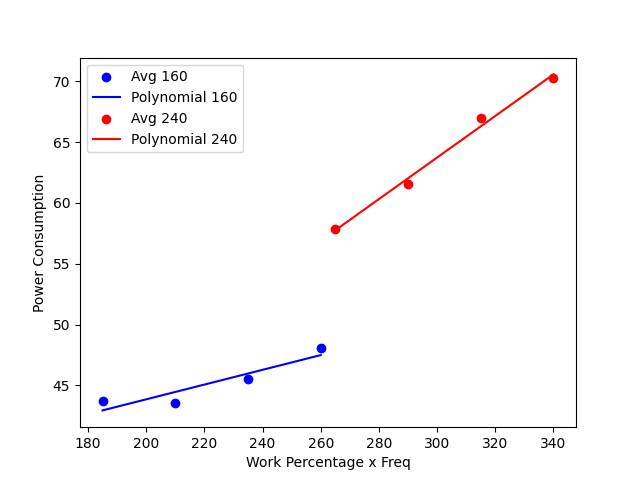 Avg 160
Polynomial 160
Avg 240
Polynomial 240
70
65
60
55
50
45
Power Consumption
180 200 220 240 260 280 300 320 340
Work Percentage x Freq